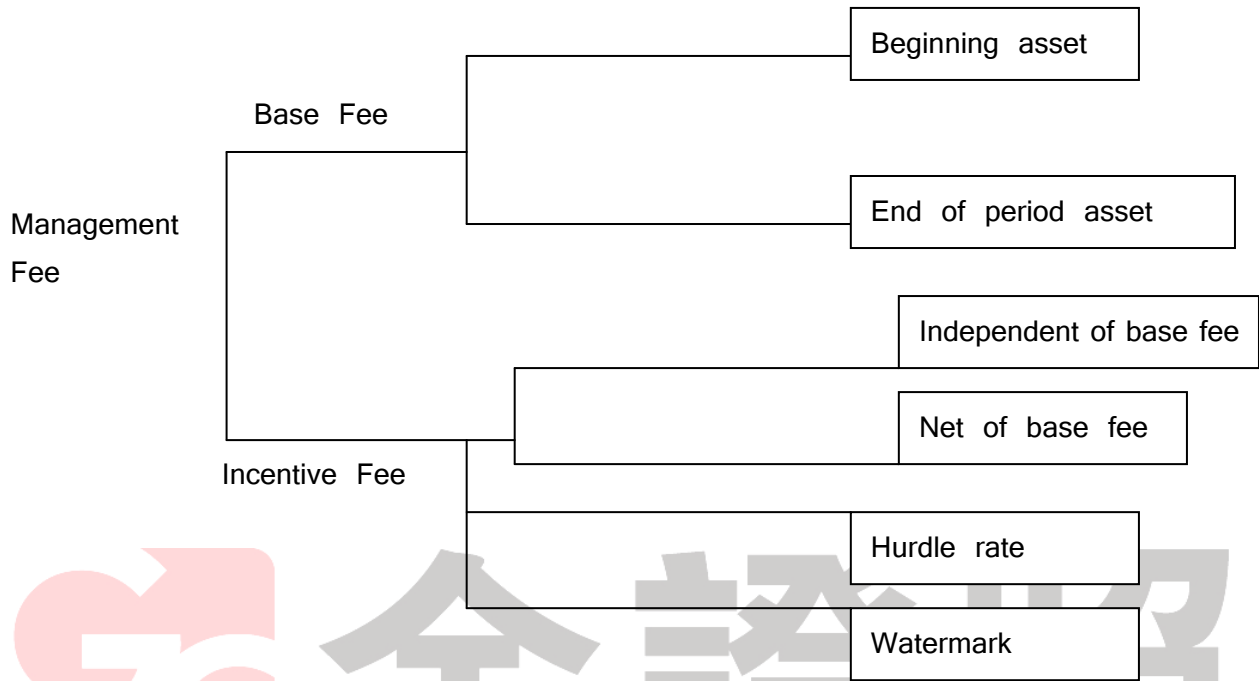 Beginning asset
Base Fee
End of period asset
Management
Fee
Independent of base fee
Net of base fee
Incentive Fee
Hurdle rate
Watermark